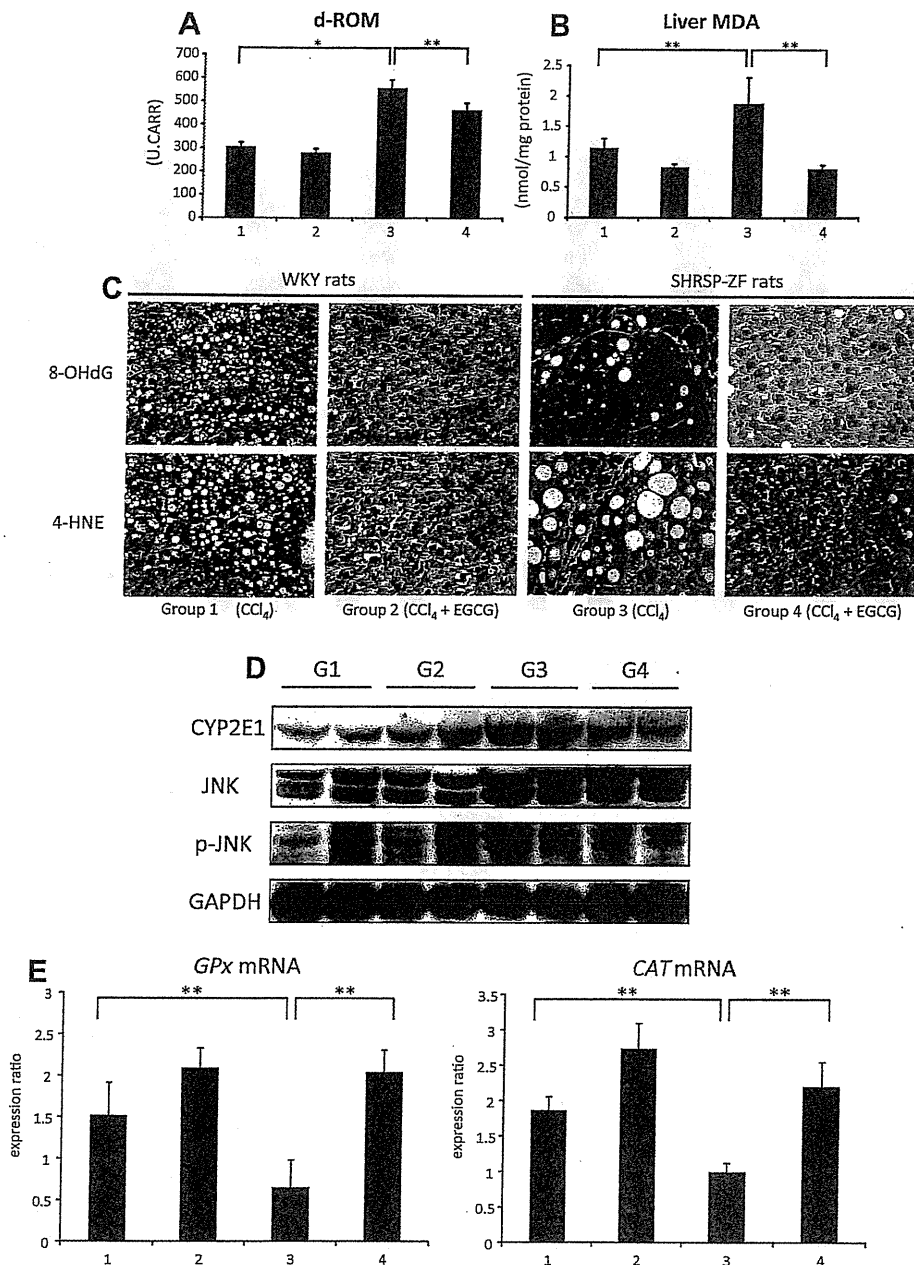 A d-ROM
* **
(U.CARR)
700
600
500
400
300
200
100
0
1 2 3 4
B Liver MDA
** **
(nmol/mg protein)
2.5
2
1.5
1
0.5
0
1 2 3 4
C WKY rats SHRSP-ZF rats
8-OHdG
4-HNE
Group 1 (CCl₄) Group 2 (CCl₄ + EGCG) Group 3 (CCl₄) Group 4 (CCl₄ + EGCG)
D G1 G2 G3 G4
CYP2E1
JNK
p-JNK
GAPDH
E GPx mRNA
** **
expression ratio
3
2.5
2
1.5
1
0.5
0
1 2 3 4
CAT mRNA
** **
expression ratio
3.5
3
2.5
2
1.5
1
0.5
0
1 2 3 4